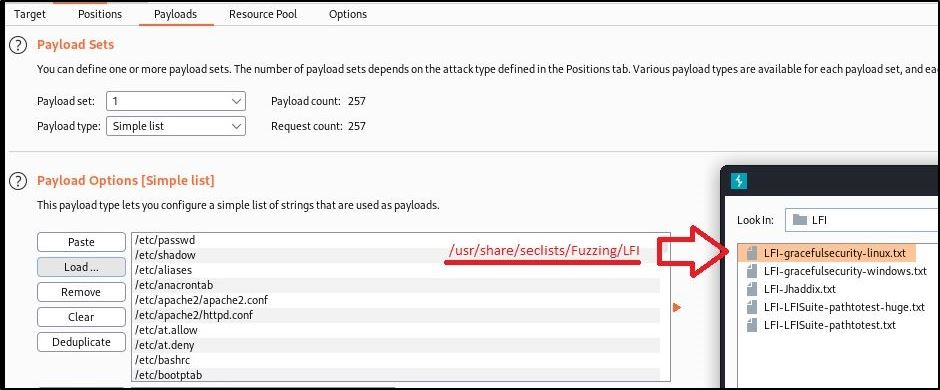 Target Positions Payloads Resource Pool Options
Payload Sets
You can define one or more payload sets. The number of payload sets depends on the attack type defined in the Positions tab. Various payload types are available for each payload set, and
Payload set: 1 Payload count: 257
Payload type: Simple list Request count: 257
Payload Options [Simple list]
This payload type lets you configure a simple list of strings that are used as payloads.
Paste
Load ...
Remove
Clear
Deduplicate
/etc/passwd
/etc/shadow
/etc/aliases
/etc/anacrontab
/etc/apache2/apache2.conf
/etc/apache2/httpd.conf
/etc/at.allow
/etc/at.deny
/etc/bashrc
/etc/bootptab
/usr/share/seclists/Fuzzing/LFI
Look In: LFI
LFI-gracefulsecurity-linux.txt
LFI-gracefulsecurity-windows.txt
LFI-Jhaddix.txt
LFI-LFISuite-pathtotest-huge.txt
LFI-LFISuite-pathtotest.txt